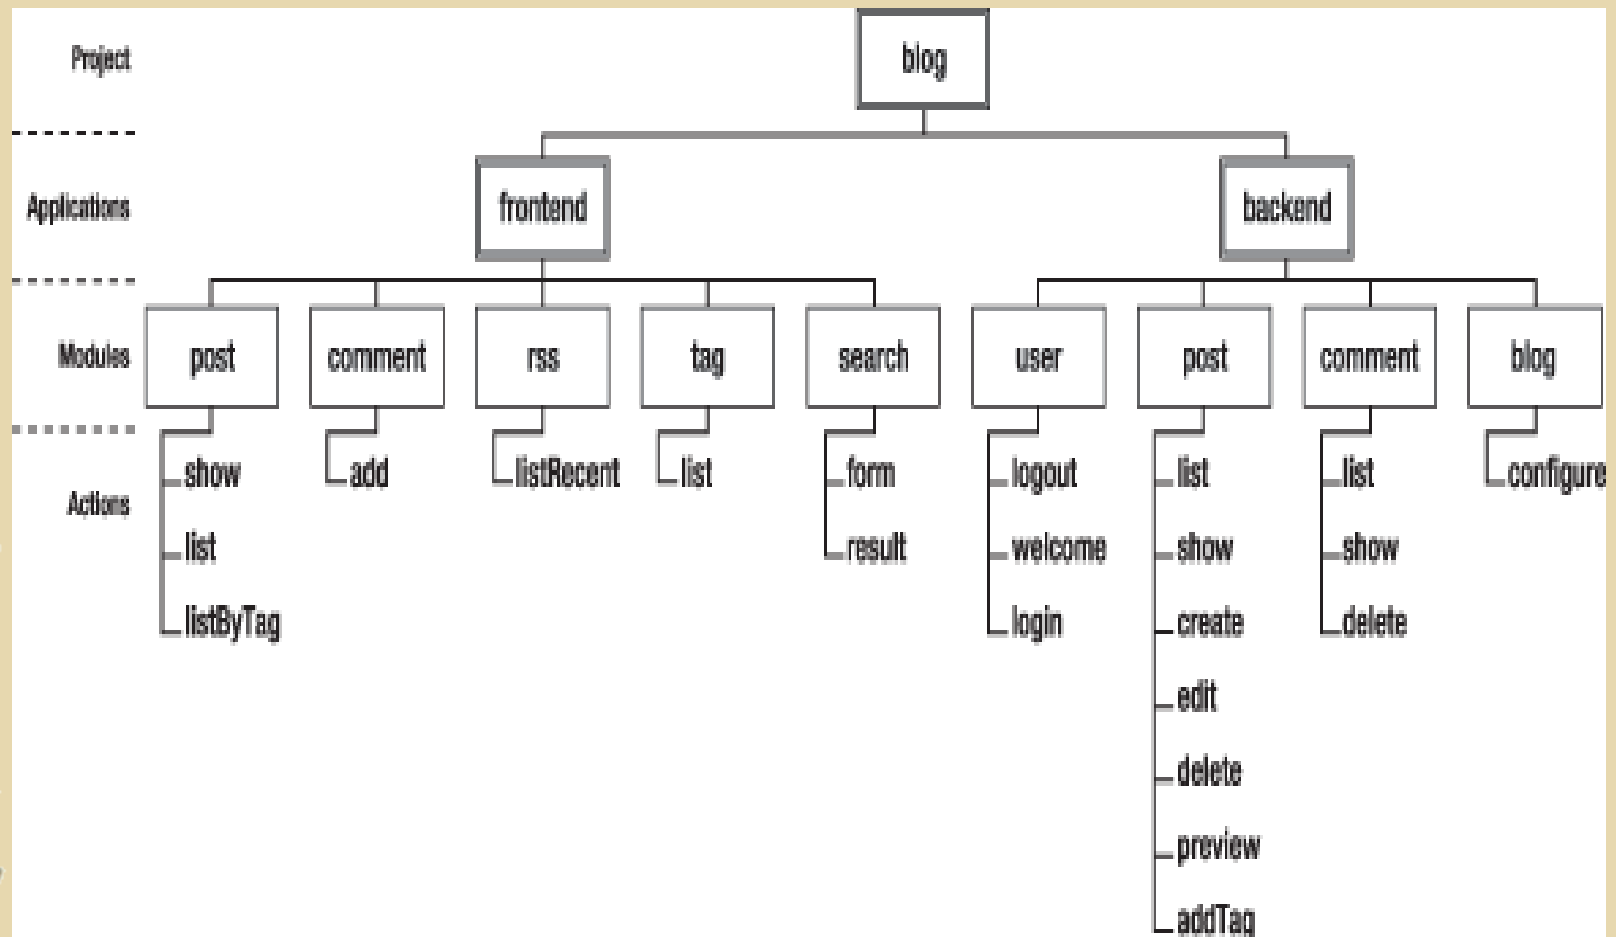 Project
blog
Applications
frontend
backend
Modules
post
comment
rss
tag
search
user
post
comment
blog
Actions
show
list
listByTag
add
listRecent
list
form
result
logout
welcome
login
list
show
create
edit
delete
preview
addTag
list
show
delete
configure